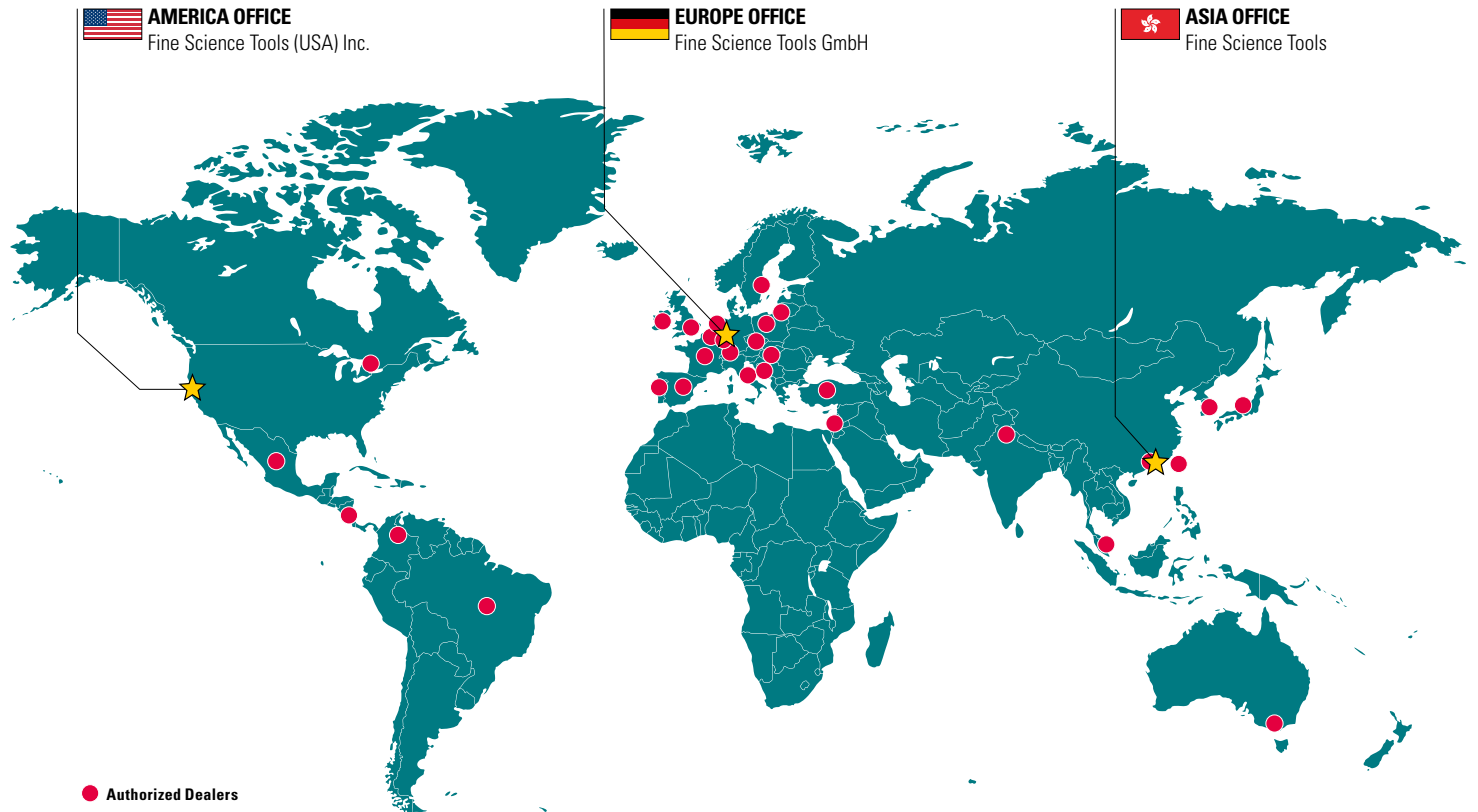 AMERICA OFFICE
Fine Science Tools (USA) Inc.
EUROPE OFFICE
Fine Science Tools GmbH
ASIA OFFICE
Fine Science Tools
Authorized Dealers